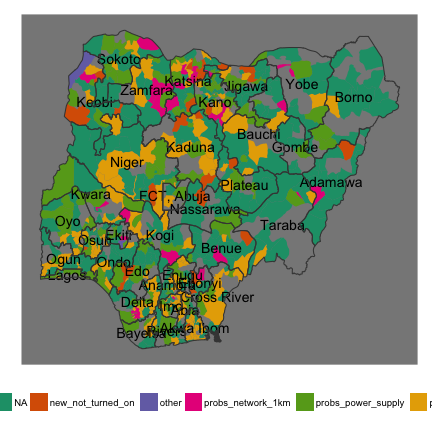 Sokoto
Katsina
Jigawa
Yobe
Zamfara
Kebbi
Kano
Borno
Bauchi
Kaduna
Gombe
Niger
Plateau
Adamawa
Kwara
FCT, Abuja
Nassarawa
Oyo
Taraba
Osun
Ekiti
Kogi
Benue
Ogun
Ondo
Lagos
Edo
Enugu
Anambra
Ebonyi
Cross River
Delta
Imo
Abia
Bayelsa
Rivers
Akwa Ibom
NA new_not_turned_on other probs_network_1km probs_power_supply p